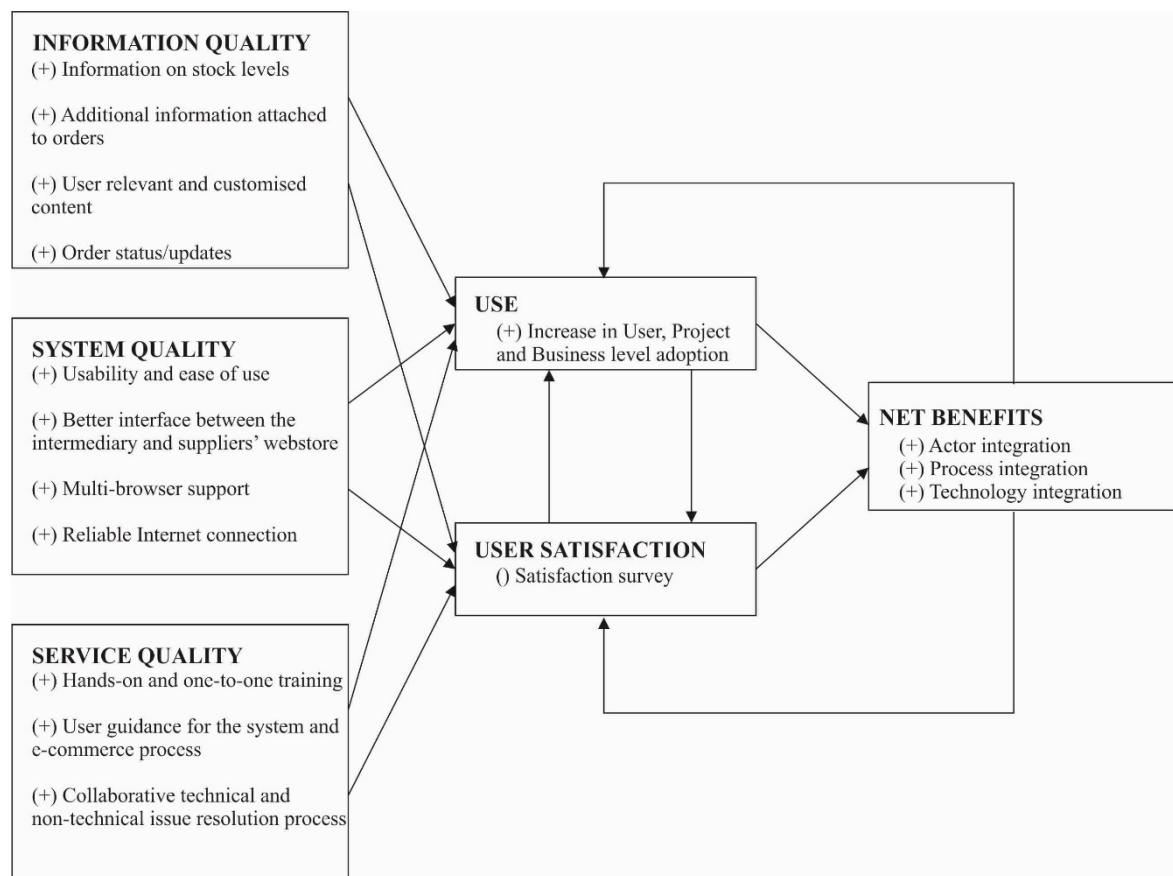 INFORMATION QUALITY
(+) Information on stock levels
(+) Additional information attached
to orders
(+) User relevant and customised
content
(+) Order status/updates
SYSTEM QUALITY
(+) Usability and ease of use
(+) Better interface between the
intermediary and suppliers’ webstore
(+) Multi-browser support
(+) Reliable Internet connection
SERVICE QUALITY
(+) Hands-on and one-to-one training
(+) User guidance for the system and
e-commerce process
(+) Collaborative technical and
non-technical issue resolution process
USE
(+) Increase in User, Project
and Business level adoption
USER SATISFACTION
() Satisfaction survey
NET BENEFITS
(+) Actor integration
(+) Process integration
(+) Technology integration